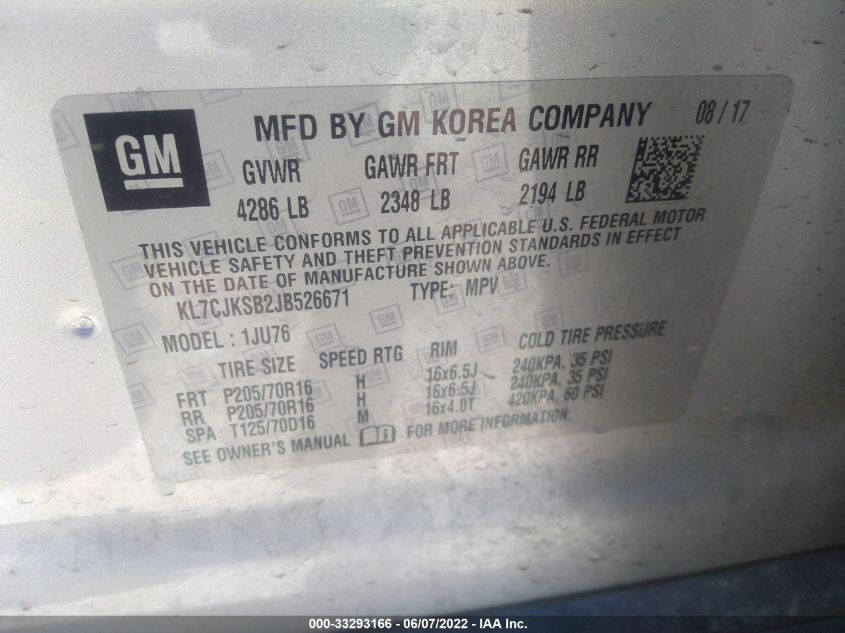 GM
MFD BY GM KOREA COMPANY 08/17
GVWR GAWR FRT GAWR RR
4286 LB 2348 LB 2194 LB
THIS VEHICLE CONFORMS TO ALL APPLICABLE U.S. FEDERAL MOTOR
VEHICLE SAFETY AND THEFT PREVENTION STANDARDS IN EFFECT
ON THE DATE OF MANUFACTURE SHOWN ABOVE.
KL7CJKSB2JB526671 TYPE: MPV
MODEL : 1JU76
TIRE SIZE SPEED RTG RIM COLD TIRE PRESSURE
FRT P205/70R16 H 16x6.5J 240KPA, 35 PSI
RR P205/70R16 H 16x6.5J 240KPA, 35 PSI
SPA T125/70D16 M 16x4.0T 420KPA, 60 PSI
SEE OWNER'S MANUAL FOR MORE INFORMATION.
000-33293166 - 06/07/2022 - IAA Inc.